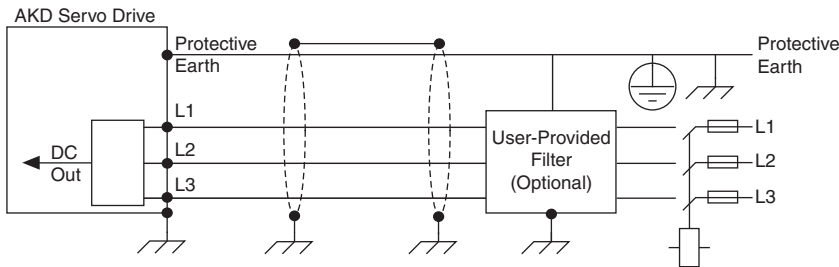 AKD Servo Drive
Protective
Earth
Protective
Earth
L1
L2
L3
DC
Out
User-Provided
Filter
(Optional)
L1
L2
L3